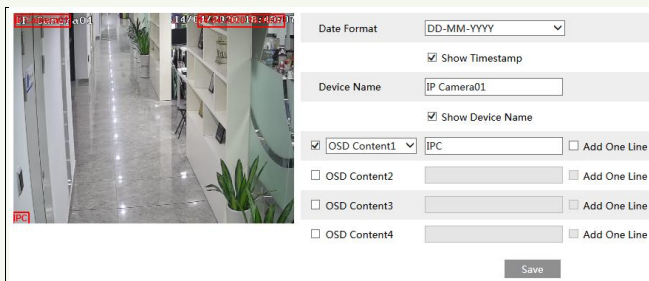 IP Camera01
14/01/2020 18:49:07
Date Format DD-MM-YYYY
Show Timestamp
Device Name IP Camera01
Show Device Name
OSD Content1 IPC Add One Line
OSD Content2 Add One Line
OSD Content3 Add One Line
OSD Content4 Add One Line
IPC
Save